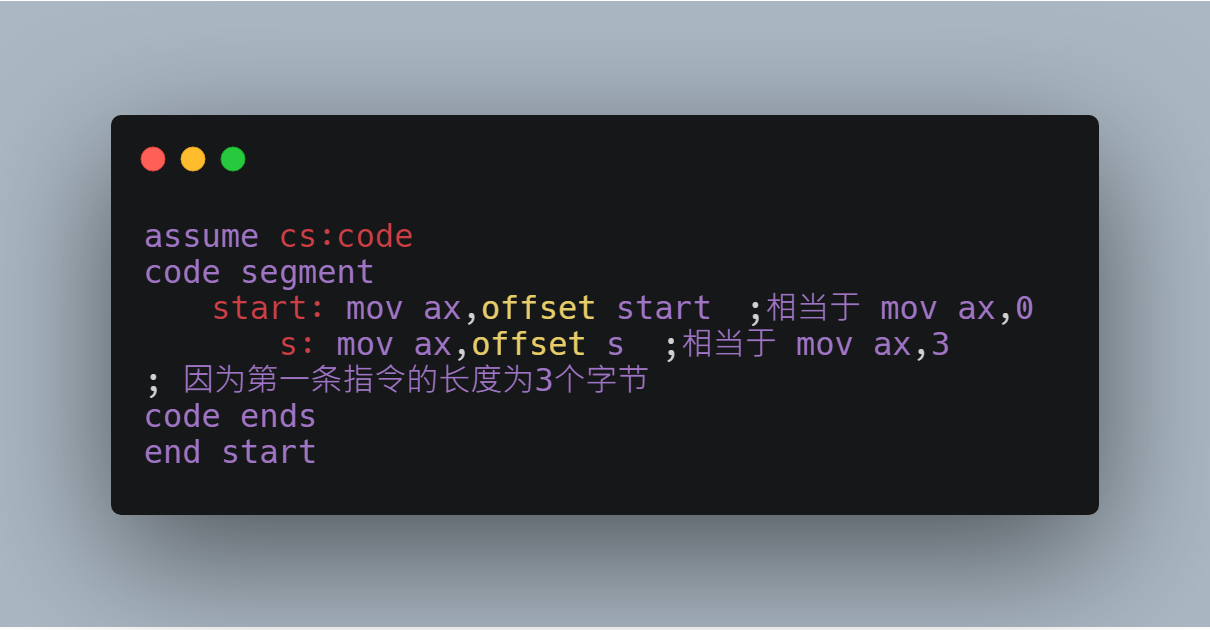 assume cs:code
code segment
start: mov ax,offset start ;相当于 mov ax,0
s: mov ax,offset s ;相当于 mov ax,3
; 因为第一条指令的长度为3个字节
code ends
end start